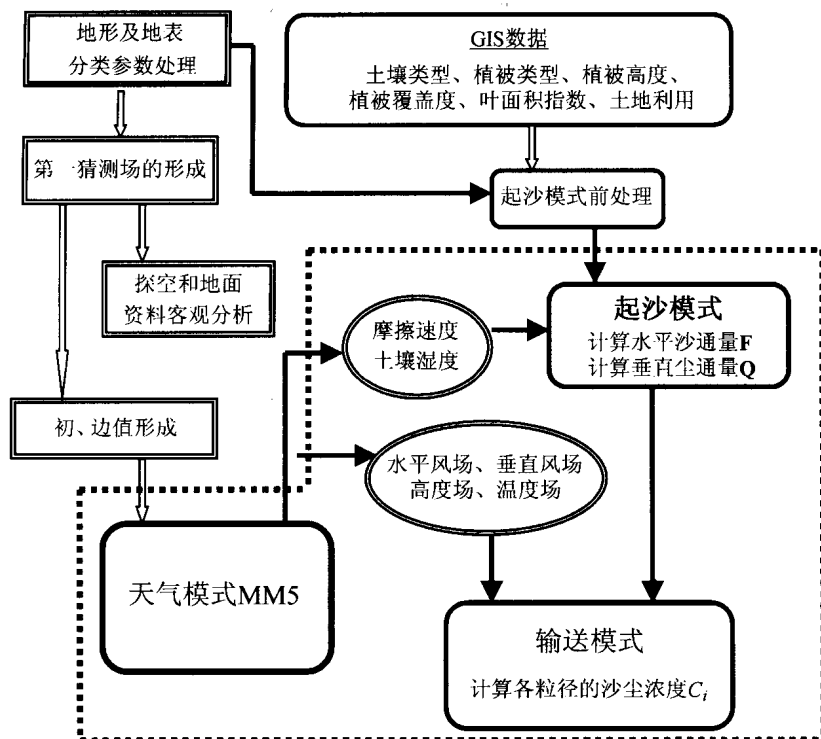 地形及地表
分类参数处理
GIS数据
土壤类型、植被类型、植被高度、
植被覆盖度、叶面积指数、土地利用
第一猜测场的形成
起沙模式前处理
探空和地面
资料客观分析
摩擦速度
土壤湿度
起沙模式
计算水平沙通量F
计算垂直尘通量Q
初、边值形成
水平风场、垂直风场
高度场、温度场
天气模式MM5
输送模式
计算各粒径的沙尘浓度Ci